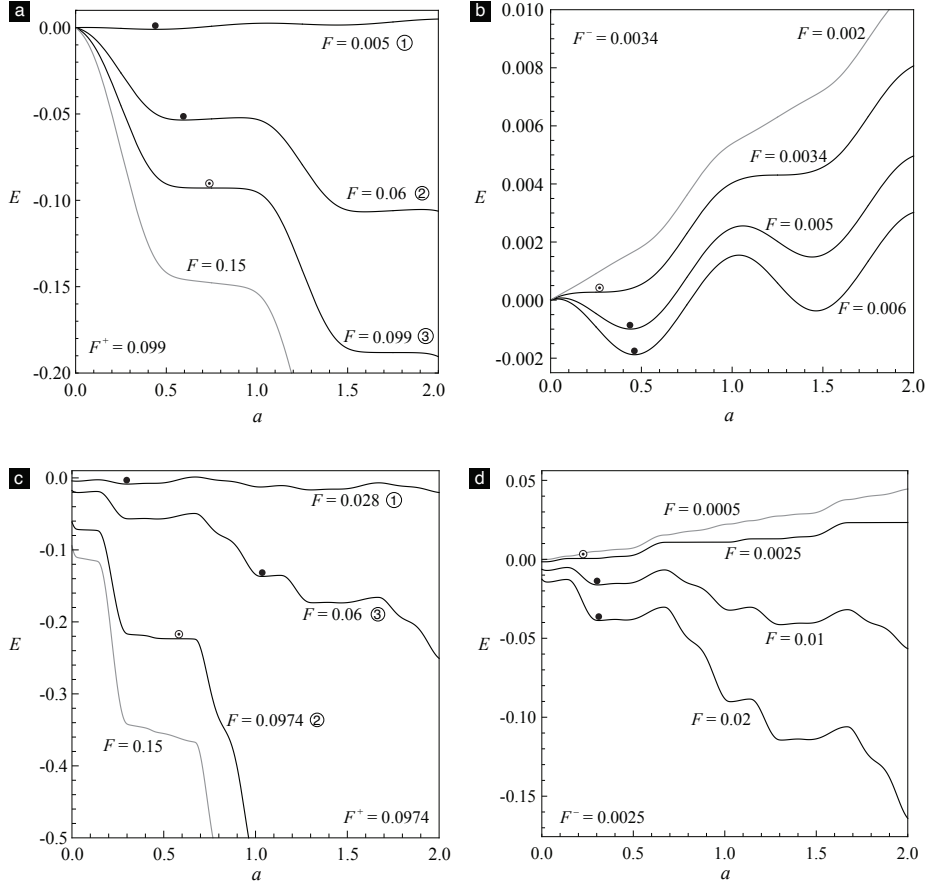 a
0.00
-0.05
-0.10
-0.15
-0.20
E
F = 0.005 ①
F = 0.06 ②
F = 0.15
F = 0.099 ③
F⁺ = 0.099
0.0 0.5 1.0 1.5 2.0
a
b
0.010
0.008
0.006
0.004
0.002
0.000
-0.002
E
F⁻ = 0.0034
F = 0.002
F = 0.0034
F = 0.005
F = 0.006
0.0 0.5 1.0 1.5 2.0
a
c
0.0
-0.1
-0.2
-0.3
-0.4
-0.5
E
F = 0.028 ①
F = 0.06 ③
F = 0.0974 ②
F = 0.15
F⁺ = 0.0974
0.0 0.5 1.0 1.5 2.0
a
d
0.05
0.00
-0.05
-0.10
-0.15
E
F = 0.0005
F = 0.0025
F = 0.01
F = 0.02
F⁻ = 0.0025
0.0 0.5 1.0 1.5 2.0
a